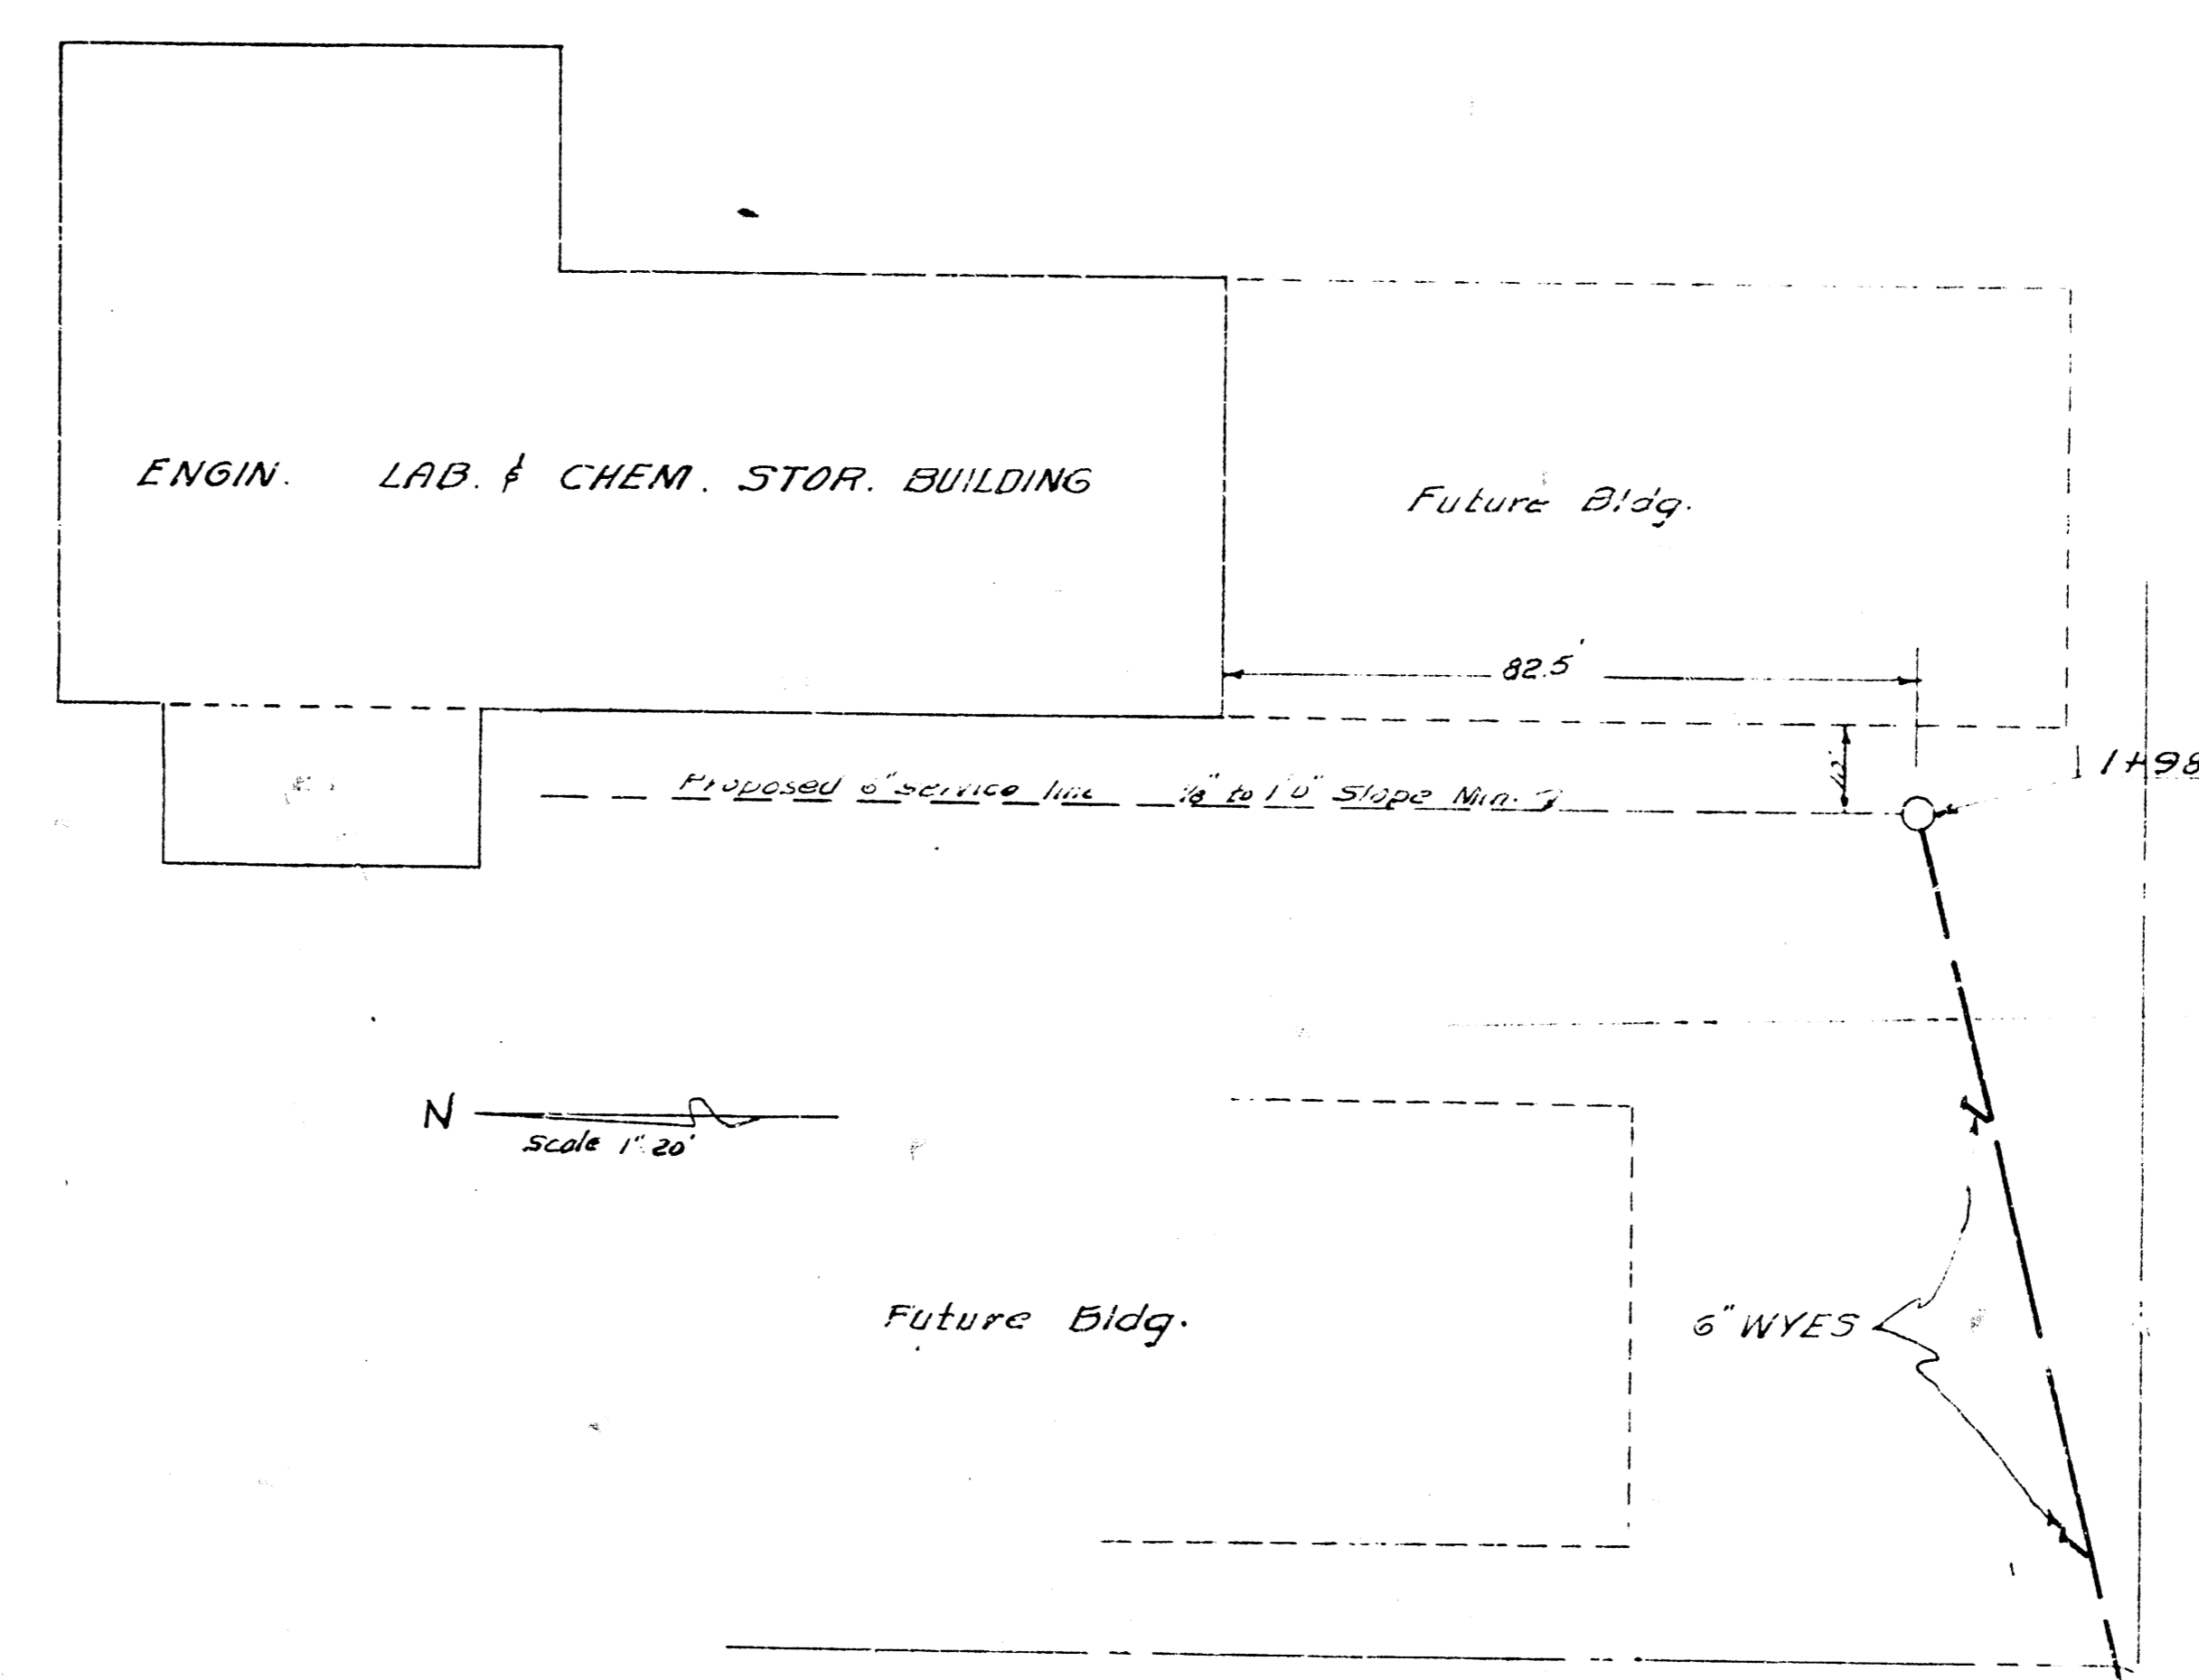 ENGIN. LAB. & CHEM. STOR. BUILDING
Future Bldg.
82.5'
1+98
Proposed 6" service line 1/8" to 1'0" Slope Min.
N
Scale 1" 20'
Future Bldg.
6" WYES